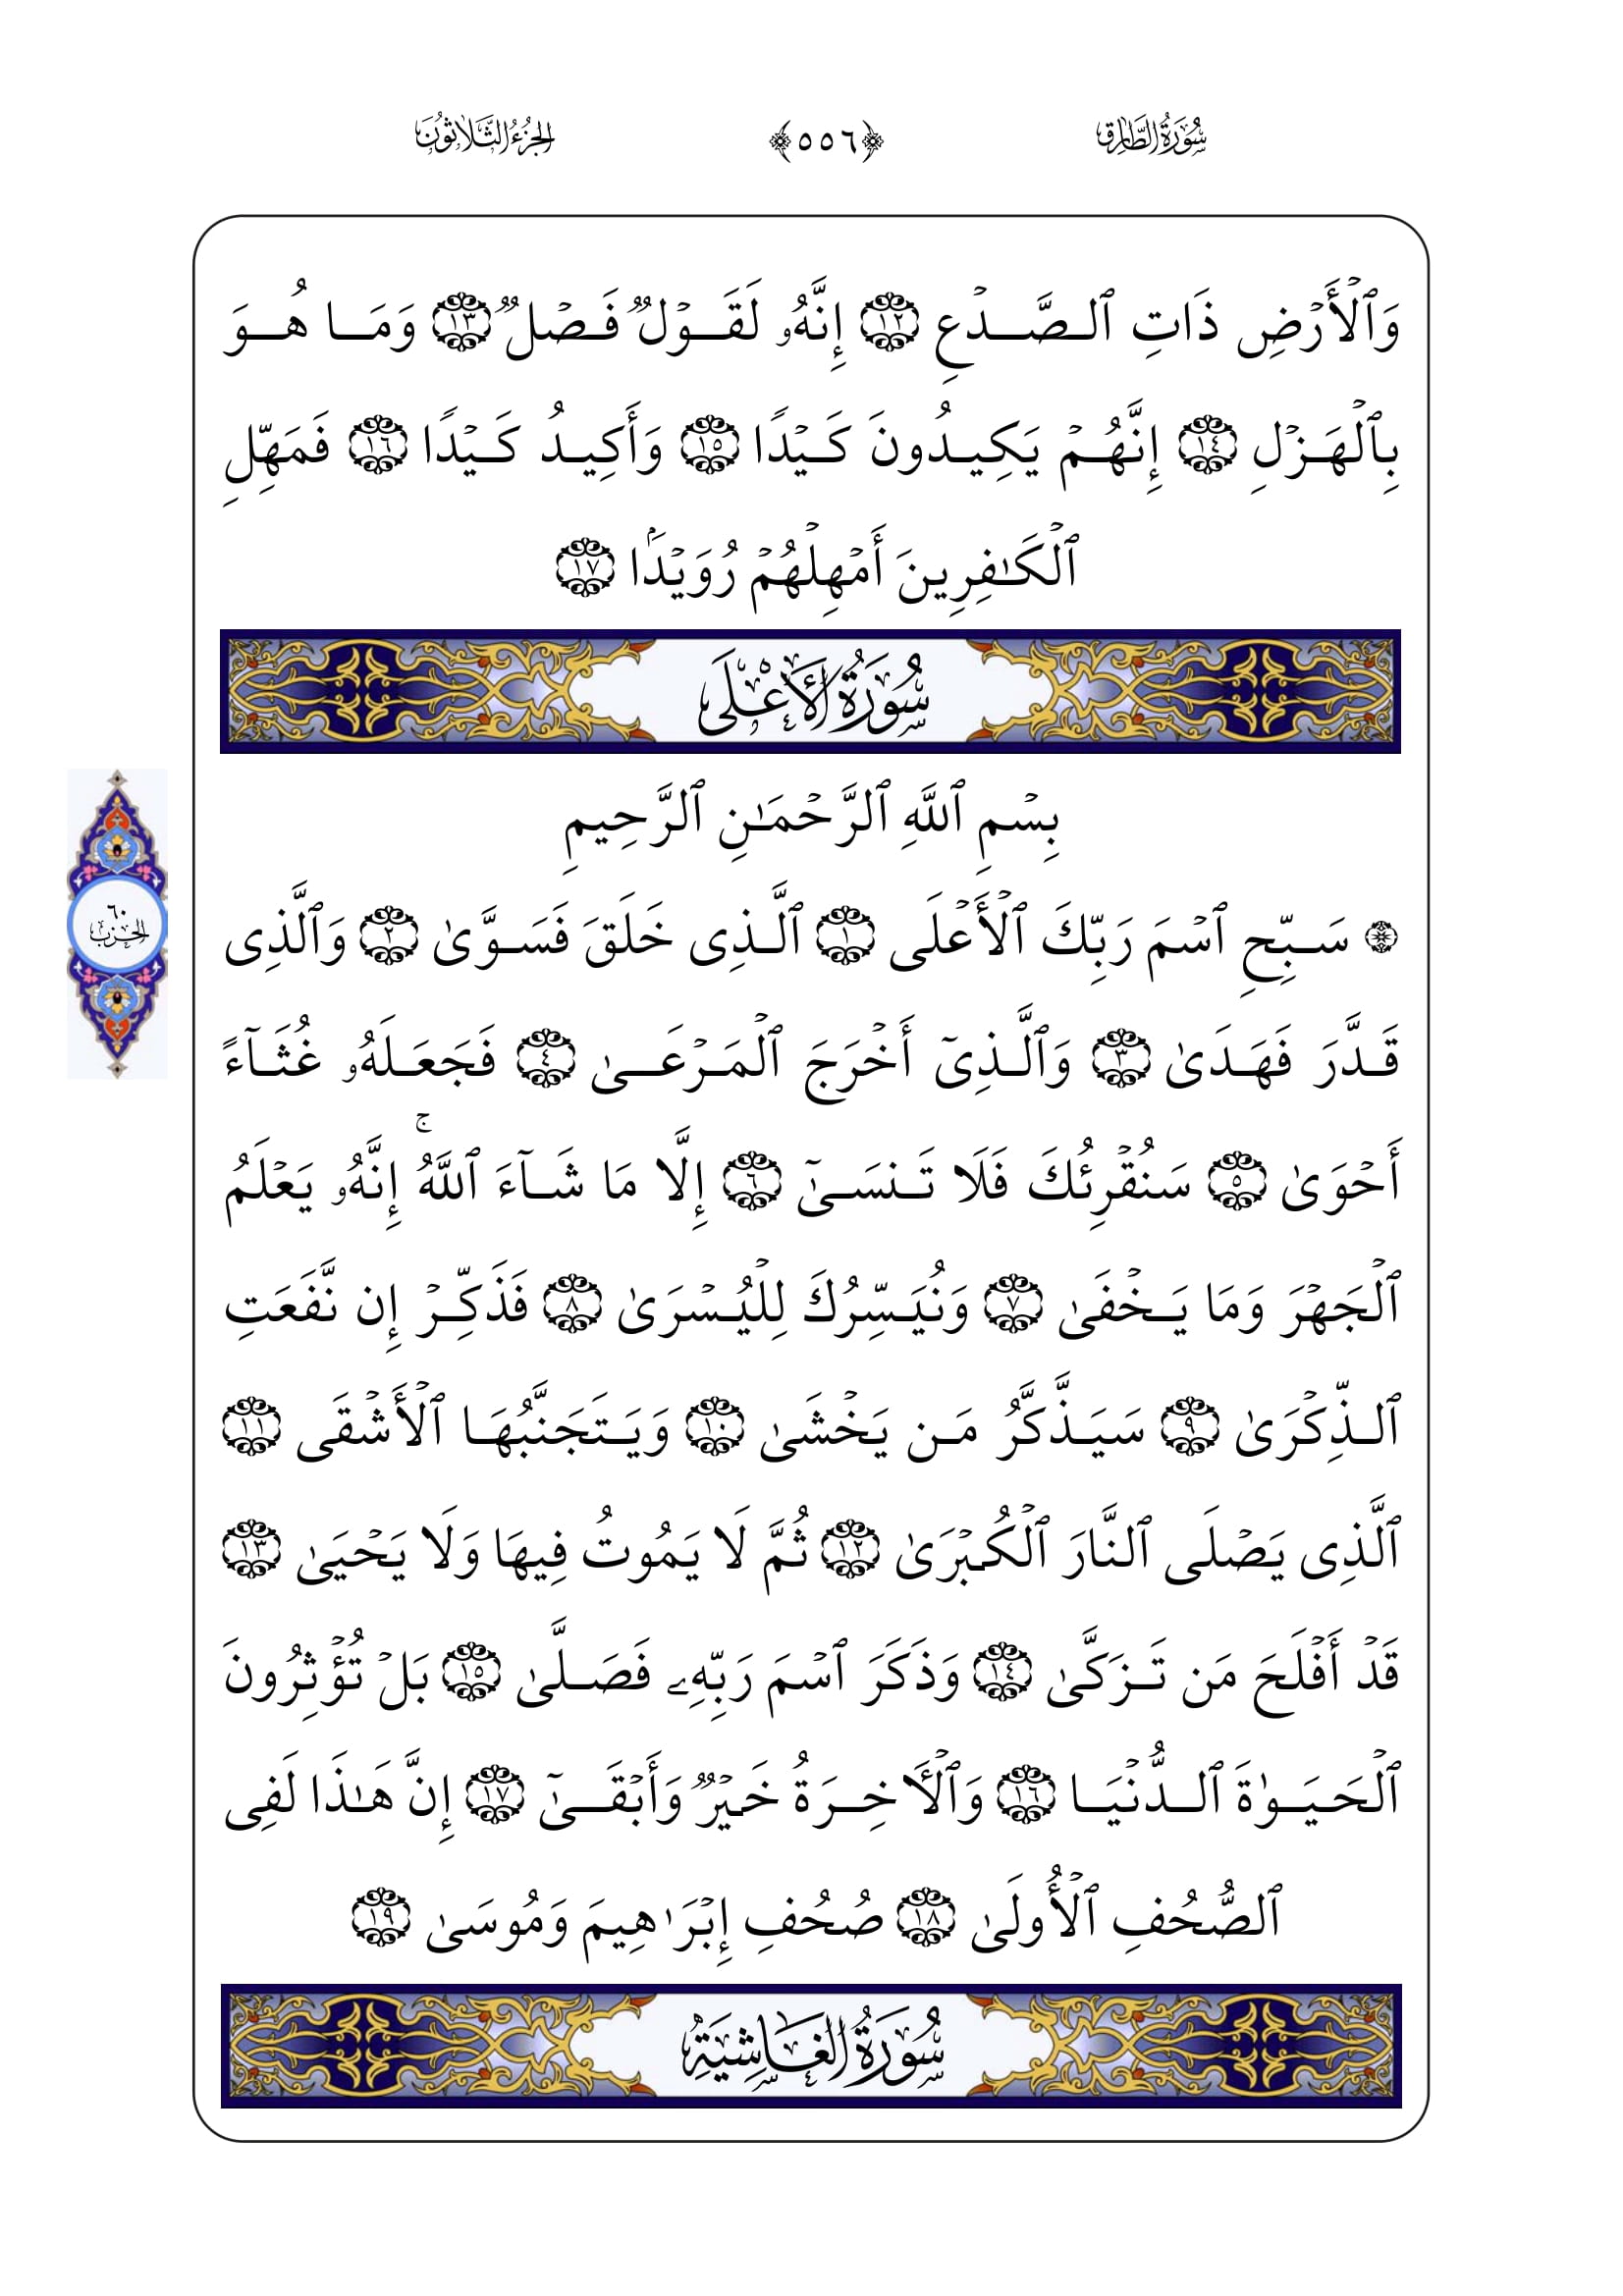 سُورَةُ الطَّارِق ﴿٥٥٦﴾ الجُزْءُ الثَّلَاثُونَ
وَٱلۡأَرۡضِ ذَاتِ ٱلصَّدۡعِ ١٢ إِنَّهُۥ لَقَوۡلٞ فَصۡلٞ ١٣ وَمَا هُوَ
بِٱلۡهَزۡلِ ١٤ إِنَّهُمۡ يَكِيدُونَ كَيۡدٗا ١٥ وَأَكِيدُ كَيۡدٗا ١٦ فَمَهِّلِ
ٱلۡكَٰفِرِينَ أَمۡهِلۡهُمۡ رُوَيۡدَۢا ١٧
سُورَةُ الأَعْلَى
بِسۡمِ ٱللَّهِ ٱلرَّحۡمَٰنِ ٱلرَّحِيمِ
۞ سَبِّحِ ٱسۡمَ رَبِّكَ ٱلۡأَعۡلَى ١ ٱلَّذِى خَلَقَ فَسَوَّىٰ ٢ وَٱلَّذِى
قَدَّرَ فَهَدَىٰ ٣ وَٱلَّذِىٓ أَخۡرَجَ ٱلۡمَرۡعَىٰ ٤ فَجَعَلَهُۥ غُثَآءً
أَحۡوَىٰ ٥ سَنُقۡرِئُكَ فَلَا تَنسَىٰٓ ٦ إِلَّا مَا شَآءَ ٱللَّهُۚ إِنَّهُۥ يَعۡلَمُ
ٱلۡجَهۡرَ وَمَا يَخۡفَىٰ ٧ وَنُيَسِّرُكَ لِلۡيُسۡرَىٰ ٨ فَذَكِّرۡ إِن نَّفَعَتِ
ٱلذِّكۡرَىٰ ٩ سَيَذَّكَّرُ مَن يَخۡشَىٰ ١٠ وَيَتَجَنَّبُهَا ٱلۡأَشۡقَى ١١
ٱلَّذِى يَصۡلَى ٱلنَّارَ ٱلۡكُبۡرَىٰ ١٢ ثُمَّ لَا يَمُوتُ فِيهَا وَلَا يَحۡيَىٰ ١٣
قَدۡ أَفۡلَحَ مَن تَزَكَّىٰ ١٤ وَذَكَرَ ٱسۡمَ رَبِّهِۦ فَصَلَّىٰ ١٥ بَلۡ تُؤۡثِرُونَ
ٱلۡحَيَوٰةَ ٱلدُّنۡيَا ١٦ وَٱلۡأٓخِرَةُ خَيۡرٞ وَأَبۡقَىٰٓ ١٧ إِنَّ هَٰذَا لَفِى
ٱلصُّحُفِ ٱلۡأُولَىٰ ١٨ صُحُفِ إِبۡرَٰهِيمَ وَمُوسَىٰ ١٩
سُورَةُ الغَاشِيَةِ
٦٠
الحزب